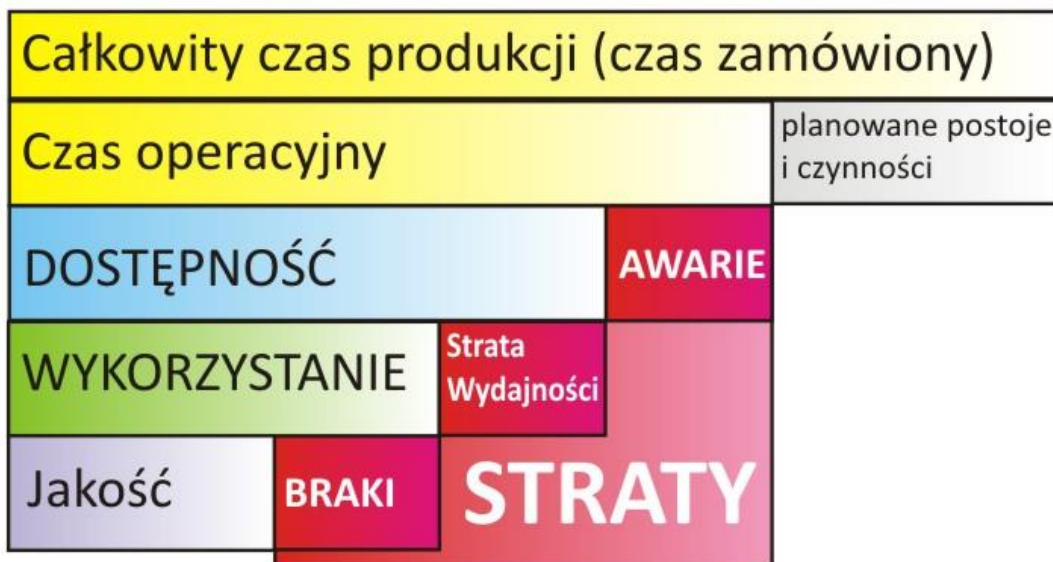 Całkowity czas produkcji (czas zamówiony)
Czas operacyjny
planowane postoje
i czynności
DOSTĘPNOŚĆ
AWARIE
WYKORZYSTANIE
Strata
Wydajności
Jakość
BRAKI
STRATY